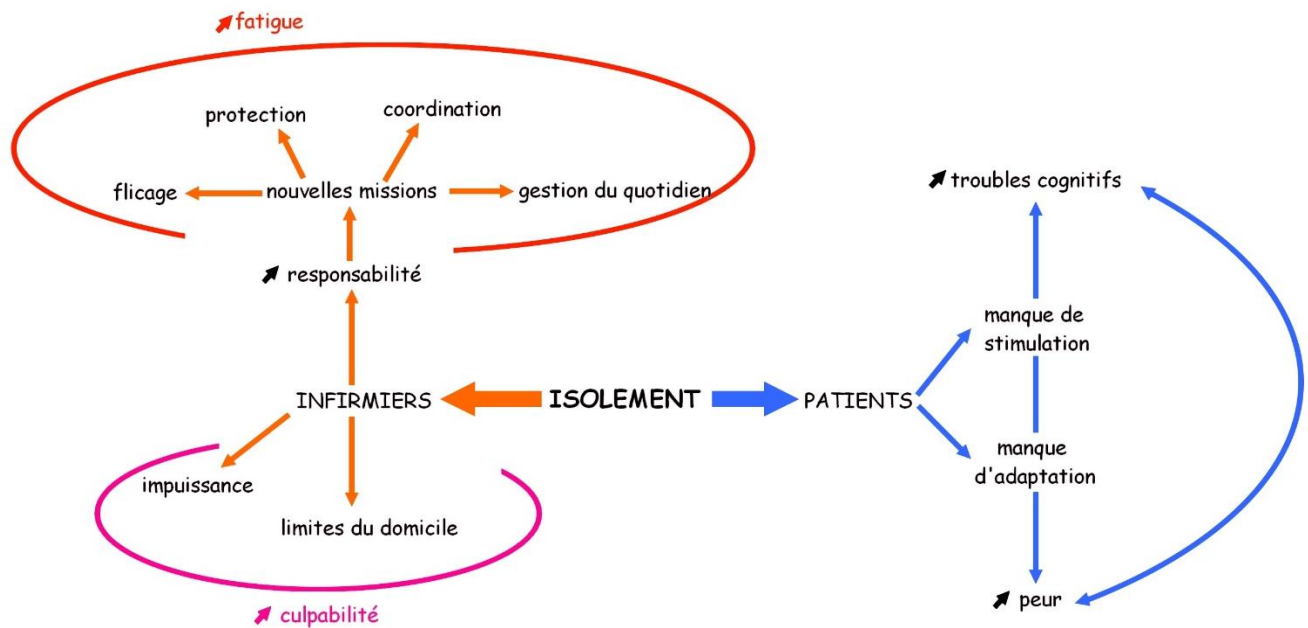 fatigue
protection
coordination
flicage
nouvelles missions
gestion du quotidien
troubles cognitifs
responsabilité
manque de
stimulation
INFIRMIERS
ISOLEMENT
PATIENTS
manque
d'adaptation
impuissance
limites du domicile
culpabilité
peur